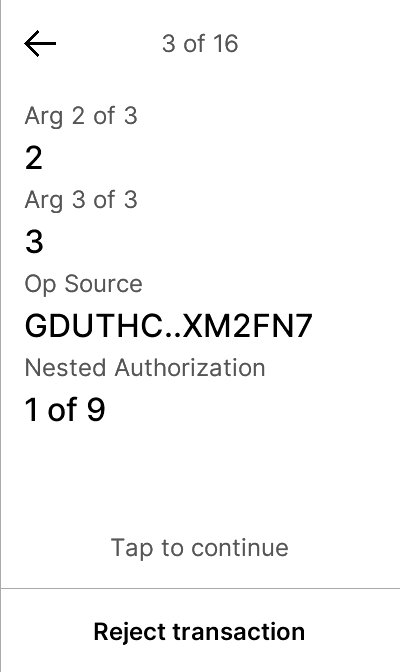 3 of 16
Arg 2 of 3
2
Arg 3 of 3
3
Op Source
GDUTHC..XM2FN7
Nested Authorization
1 of 9
Tap to continue
Reject transaction